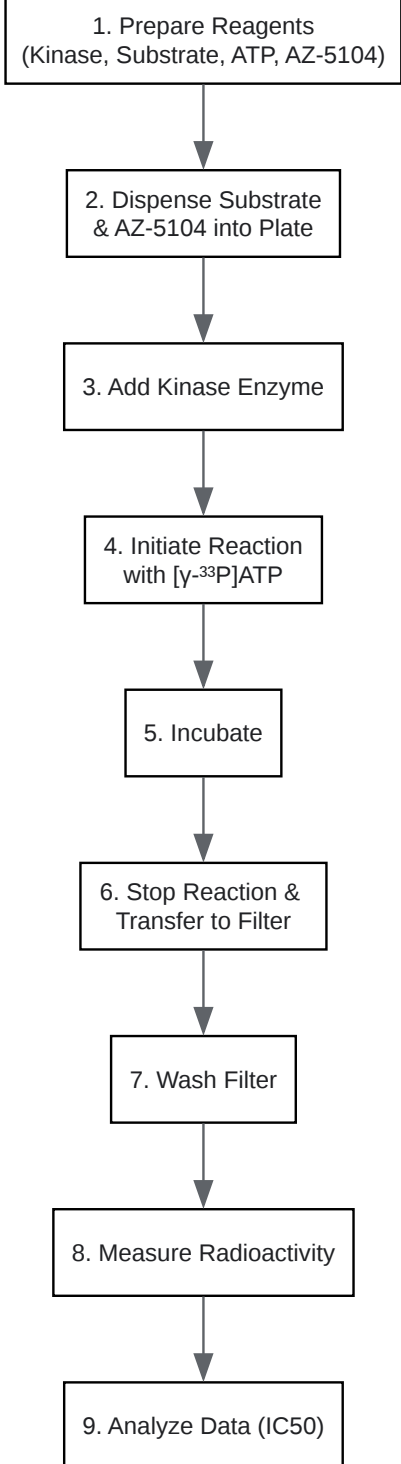 1. Prepare Reagents
(Kinase, Substrate, ATP, AZ-5104)
2. Dispense Substrate
& AZ-5104 into Plate
3. Add Kinase Enzyme
4. Initiate Reaction
with [γ-³³P]ATP
5. Incubate
6. Stop Reaction &
Transfer to Filter
7. Wash Filter
8. Measure Radioactivity
9. Analyze Data (IC50)